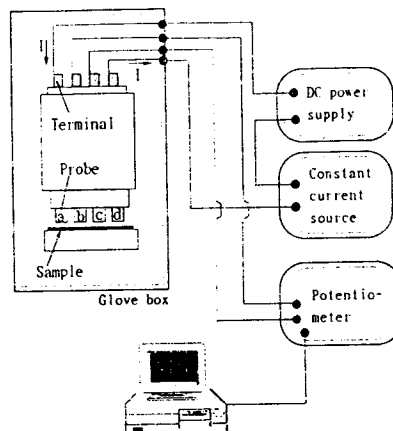 I
I
DC power
supply
Terminal
Constant
current
source
Probe
a b c d
Sample
Glove box
Potentio-
meter